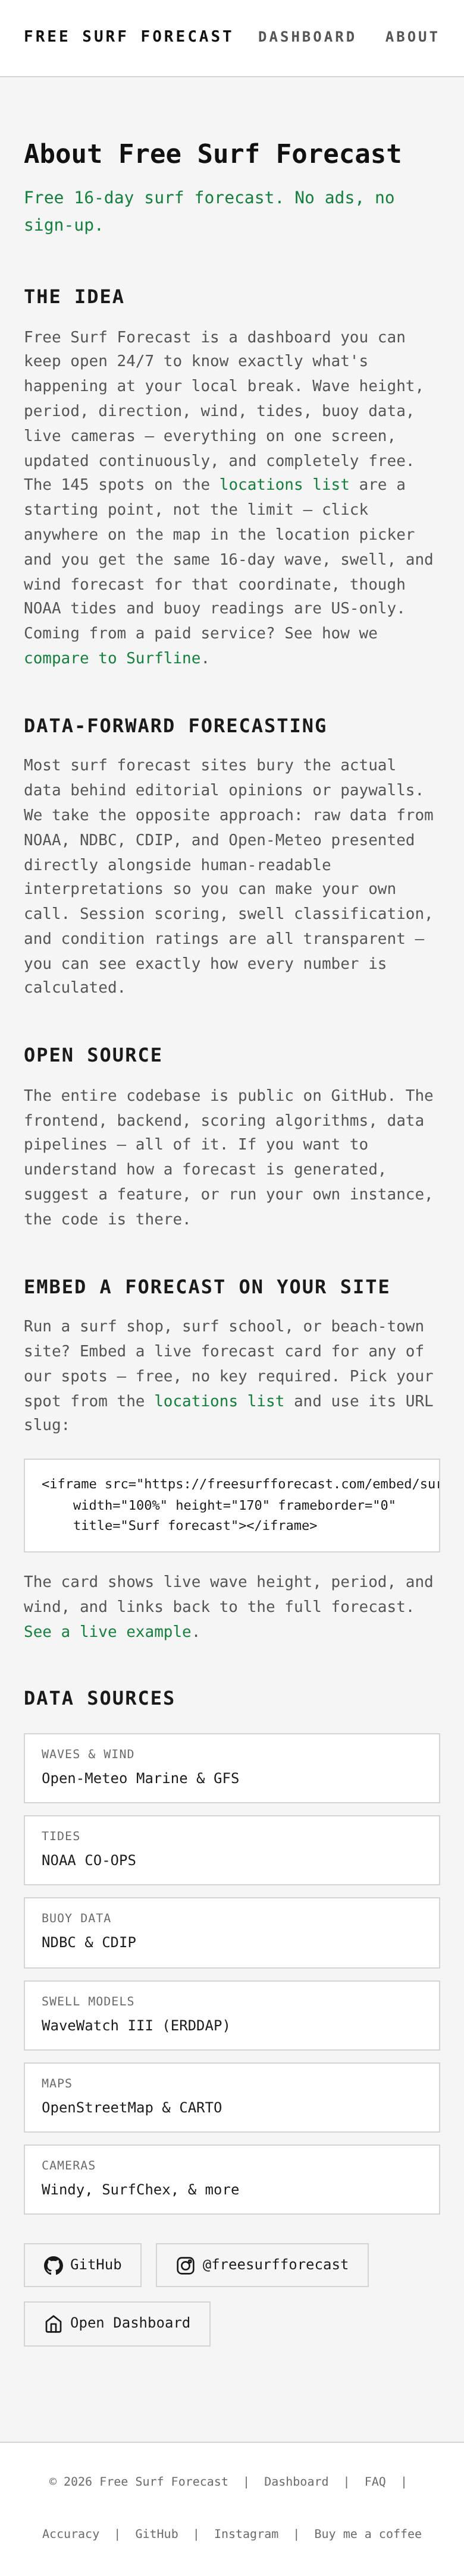 FREE SURF FORECAST DASHBOARD ABOUT
About Free Surf Forecast
Free 16-day surf forecast. No ads, no
sign-up.
THE IDEA
Free Surf Forecast is a dashboard you can
keep open 24/7 to know exactly what's
happening at your local break. Wave height,
period, direction, wind, tides, buoy data,
live cameras — everything on one screen,
updated continuously, and completely free.
The 145 spots on the locations list are a
starting point, not the limit — click
anywhere on the map in the location picker
and you get the same 16-day wave, swell, and
wind forecast for that coordinate, though
NOAA tides and buoy readings are US-only.
Coming from a paid service? See how we
compare to Surfline.
DATA-FORWARD FORECASTING
Most surf forecast sites bury the actual
data behind editorial opinions or paywalls.
We take the opposite approach: raw data from
NOAA, NDBC, CDIP, and Open-Meteo presented
directly alongside human-readable
interpretations so you can make your own
call. Session scoring, swell classification,
and condition ratings are all transparent —
you can see exactly how every number is
calculated.
OPEN SOURCE
The entire codebase is public on GitHub. The
frontend, backend, scoring algorithms, data
pipelines — all of it. If you want to
understand how a forecast is generated,
suggest a feature, or run your own instance,
the code is there.
EMBED A FORECAST ON YOUR SITE
Run a surf shop, surf school, or beach-town
site? Embed a live forecast card for any of
our spots — free, no key required. Pick your
spot from the locations list and use its URL
slug:
<iframe src="https://freesurfforecast.com/embed/sur
width="100%" height="170" frameborder="0"
title="Surf forecast"></iframe>
The card shows live wave height, period, and
wind, and links back to the full forecast.
See a live example.
DATA SOURCES
WAVES & WIND
Open-Meteo Marine & GFS
TIDES
NOAA CO-OPS
BUOY DATA
NDBC & CDIP
SWELL MODELS
WaveWatch III (ERDDAP)
MAPS
OpenStreetMap & CARTO
CAMERAS
Windy, SurfChex, & more
GitHub @freesurfforecast
Open Dashboard
© 2026 Free Surf Forecast | Dashboard | FAQ |
Accuracy | GitHub | Instagram | Buy me a coffee